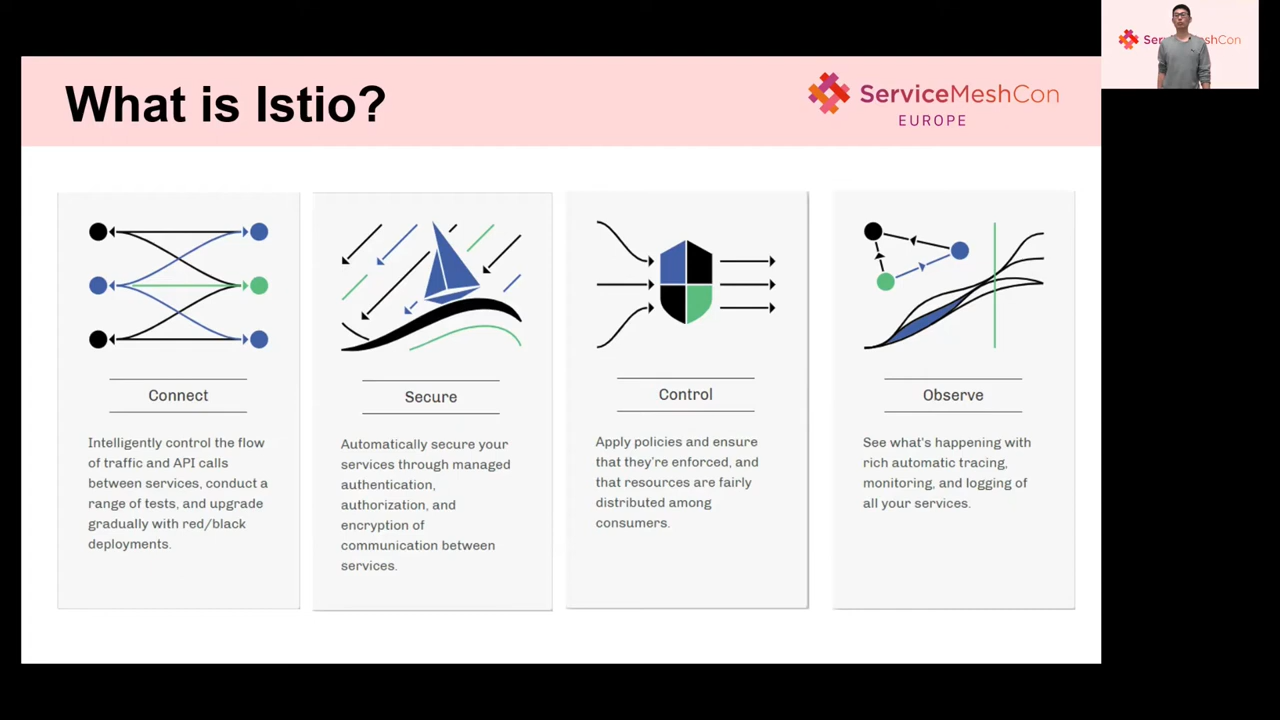 What is Istio?
ServiceMeshCon
EUROPE
Connect
Intelligently control the flow
of traffic and API calls
between services, conduct a
range of tests, and upgrade
gradually with red/black
deployments.
Secure
Automatically secure your
services through managed
authentication,
authorization, and
encryption of
communication between
services.
Control
Apply policies and ensure
that they're enforced, and
that resources are fairly
distributed among
consumers.
Observe
See what's happening with
rich automatic tracing,
monitoring, and logging of
all your services.